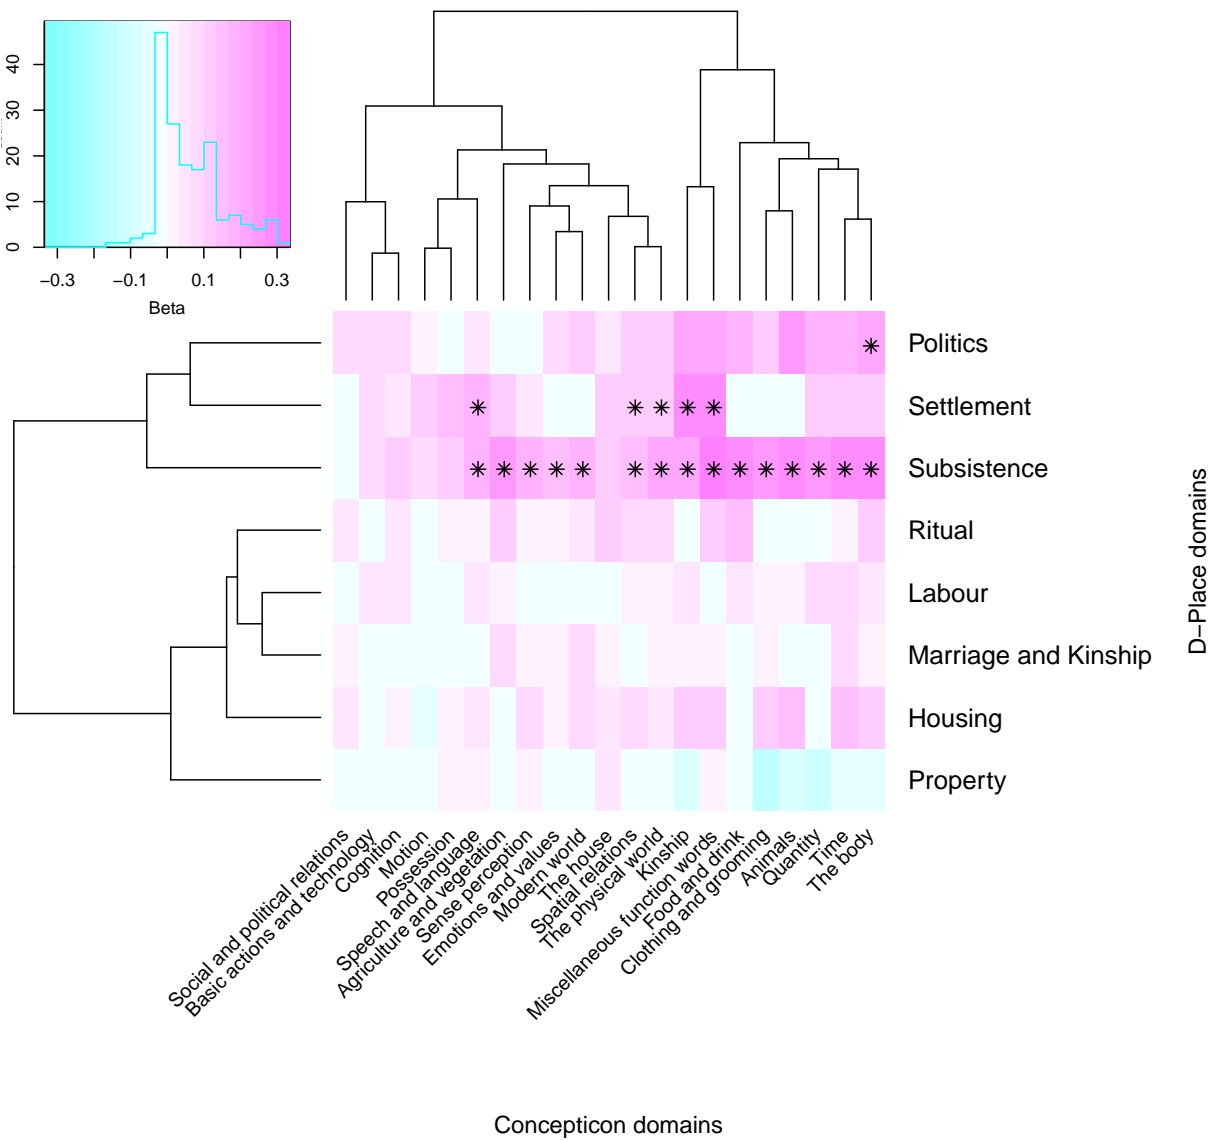 40
30
20
10
0
−0.3
−0.1
0.1
0.3
Beta
Politics
Settlement
Subsistence
Ritual
Labour
Marriage and Kinship
Housing
Property
D−Place domains
Social and political relations
Basic actions and technology
Cognition
Motion
Possession
Speech and language
Agriculture and vegetation
Sense perception
Emotions and values
Modern world
The house
Spatial relations
The physical world
Kinship
Miscellaneous function words
Food and drink
Clothing and grooming
Animals
Quantity
Time
The body
Concepticon domains